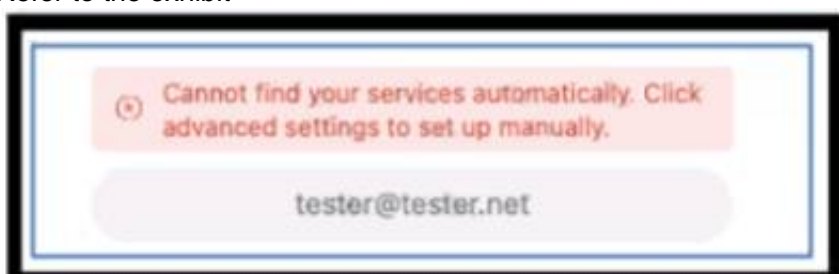 Refer to the exhibit
Cannot find your services automatically. Click
advanced settings to set up manually.
tester@tester.net